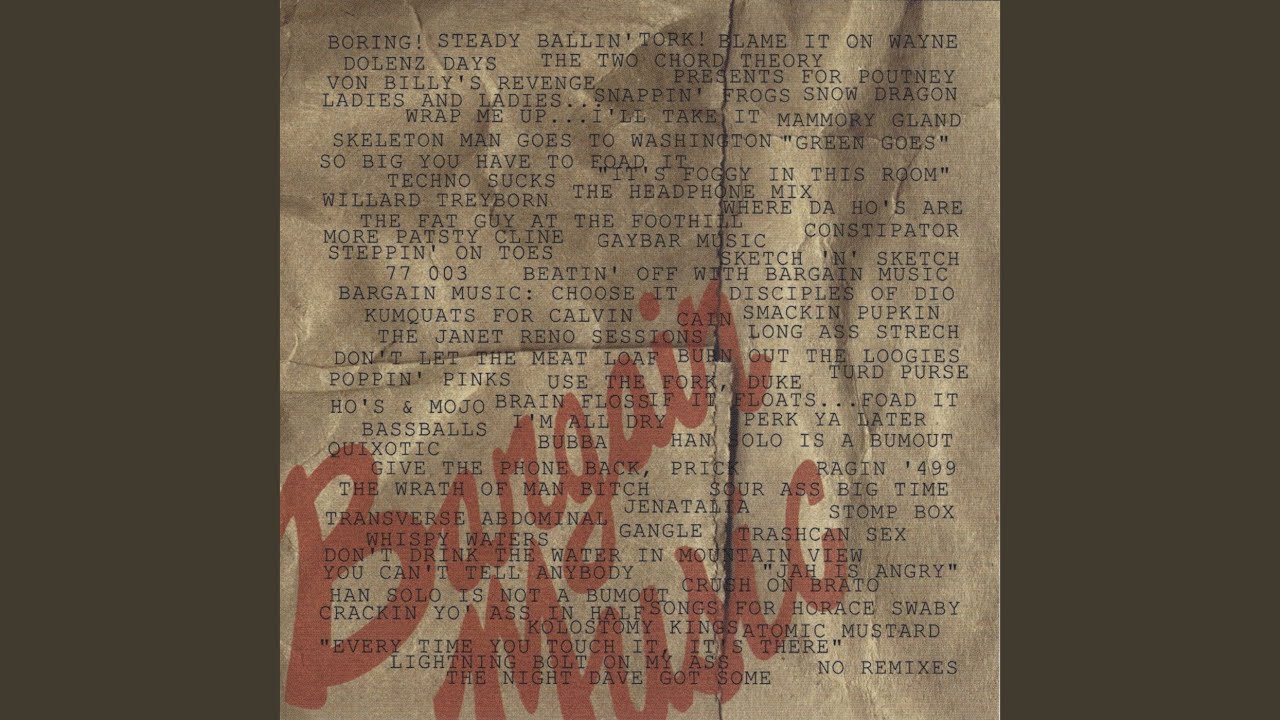 BORING! STEADY BALLIN' TORK! BLAME IT ON WAYNE
DOLENZ DAYS THE TWO CHORD THEORY
VON BILLY'S REVENGE PRESENTS FOR POUTNEY
LADIES AND LADIES... SNAPPIN' FROGS SNOW DRAGON
WRAP ME UP...I'LL TAKE IT MAMMORY GLAND
SKELETON MAN GOES TO WASHINGTON "GREEN GOES"
SO BIG YOU HAVE TO FOAD IT
TECHNO SUCKS "IT'S FOGGY IN THIS ROOM"
WILLARD TREYBORN THE HEADPHONE MIX
WHERE DA HO'S ARE
THE FAT GUY AT THE FOOTHILL CONSTIPATOR
MORE PATSTY CLINE GAYBAR MUSIC
STEPPIN' ON TOES SKETCH 'N' SKETCH
77 003 BEATIN' OFF WITH BARGAIN MUSIC
BARGAIN MUSIC: CHOOSE IT DISCIPLES OF DIO
KUMQUATS FOR CALVIN CAIN SMACKIN PUPKIN
THE JANET RENO SESSIONS LONG ASS STRECH
DON'T LET THE MEAT LOAF BURN OUT THE LOOGIES
POPPIN' PINKS USE THE FORK, DUKE TURD PURSE
HO'S & MOJO BRAIN FLOSS IF IT FLOATS...FOAD IT
BASSBALLS I'M ALL DRY PERK YA LATER
QUIXOTIC BUBBA HAN SOLO IS A BUMOUT
GIVE THE PHONE BACK, PRICK RAGIN '499
THE WRATH OF MAN BITCH SOUR ASS BIG TIME
TRANSVERSE ABDOMINAL JENATALIA STOMP BOX
WHISPY WATERS GANGLE TRASHCAN SEX
DON'T DRINK THE WATER IN MOUNTAIN VIEW
YOU CAN'T TELL ANYBODY "JAH IS ANGRY"
HAN SOLO IS NOT A BUMOUT CRUSH ON BRATO
CRACKIN YO' ASS IN HALF SONGS FOR HORACE SWABY
KOLOSTOMY KINGS ATOMIC MUSTARD
"EVERY TIME YOU TOUCH IT, IT'S THERE"
LIGHTNING BOLT ON MY ASS NO REMIXES
THE NIGHT DAVE GOT SOME
Bargain
Music